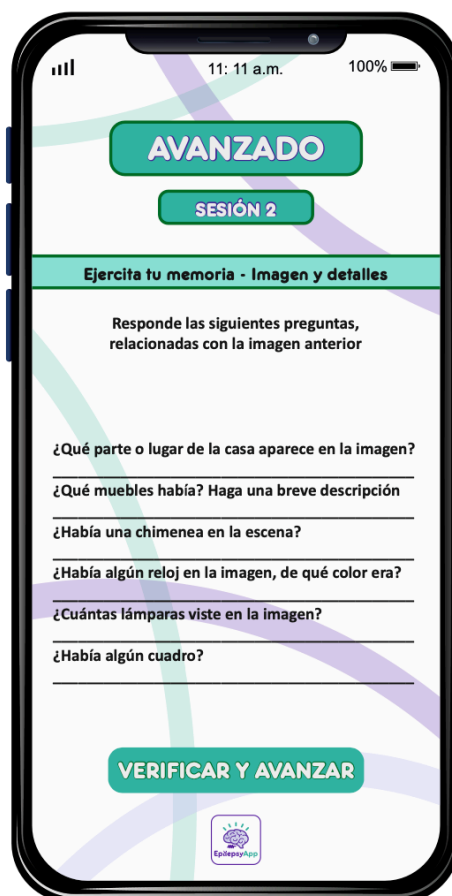 11: 11 a.m.
100%
AVANZADO
SESIÓN 2
Ejercita tu memoria - Imagen y detalles
Responde las siguientes preguntas,
relacionadas con la imagen anterior
¿Qué parte o lugar de la casa aparece en la imagen?
¿Qué muebles había? Haga una breve descripción
¿Había una chimenea en la escena?
¿Había algún reloj en la imagen, de qué color era?
¿Cuántas lámparas viste en la imagen?
¿Había algún cuadro?
VERIFICAR Y AVANZAR
EpilepsyApp